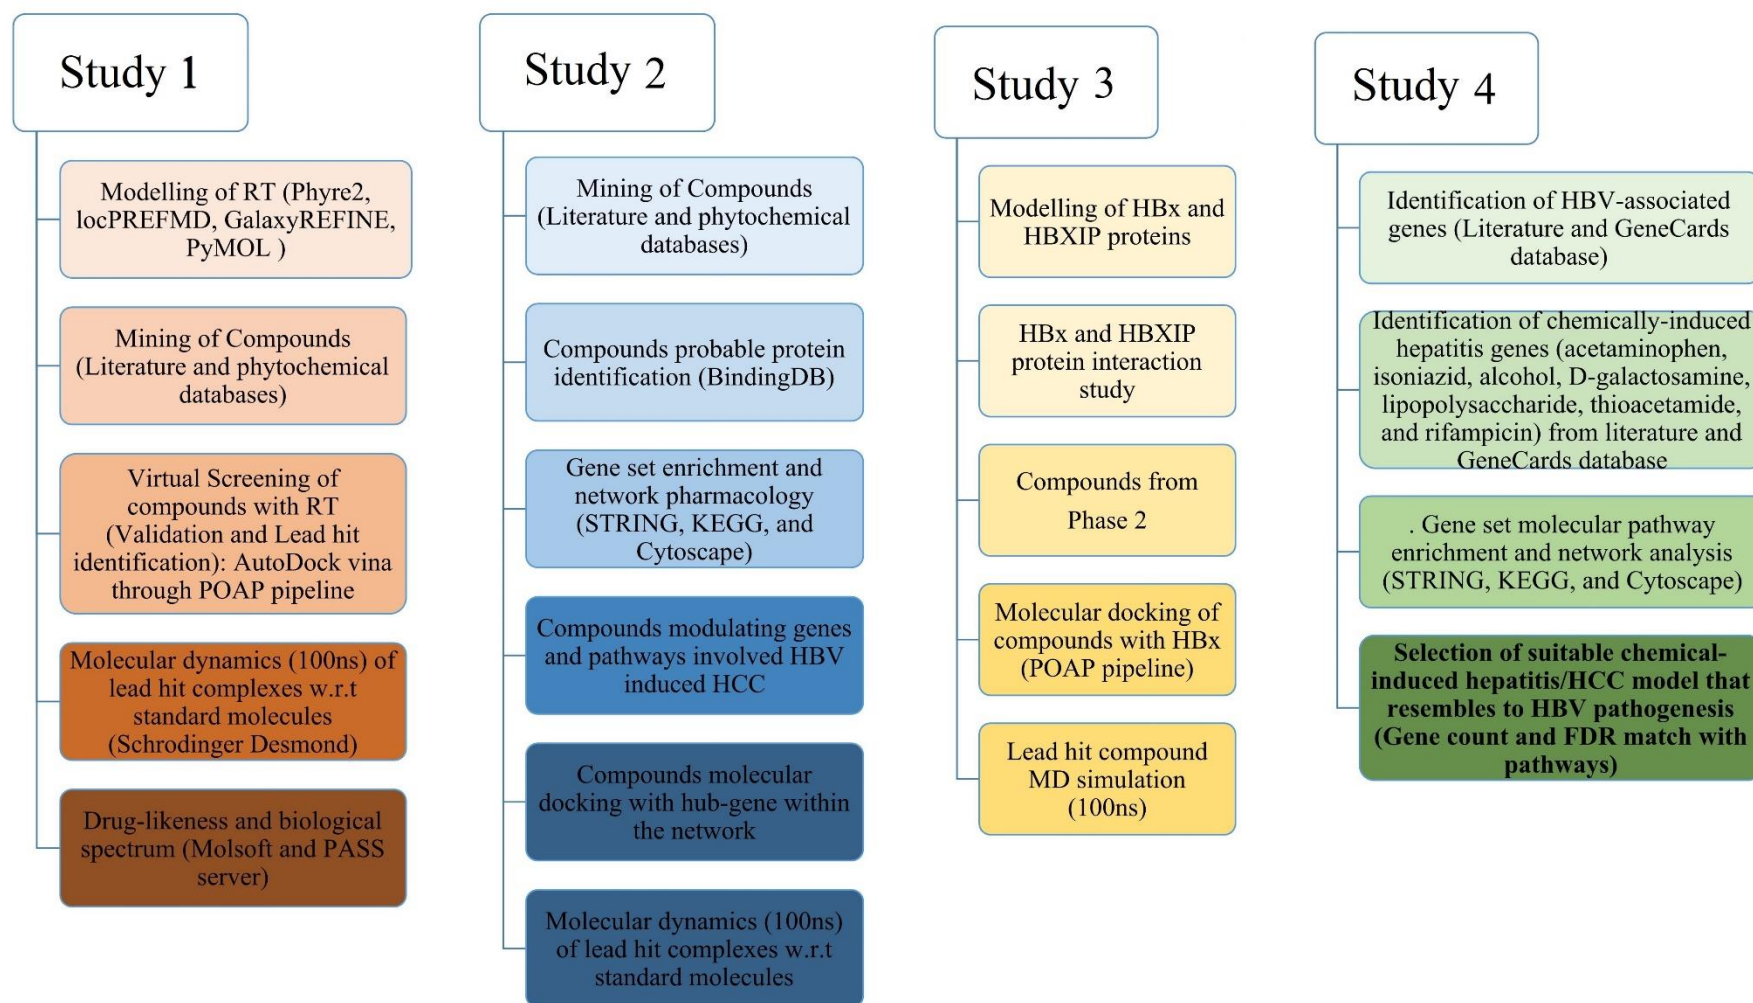 Study 1
Modelling of RT (Phyre2,
locPREFMD, GalaxyREFINE,
PyMOL )
Mining of Compounds
(Literature and phytochemical
databases)
Virtual Screening of
compounds with RT
(Validation and Lead hit
identification): AutoDock vina
through POAP pipeline
Molecular dynamics (100ns) of
lead hit complexes w.r.t
standard molecules
(Schrodinger Desmond)
Drug-likeness and biological
spectrum (Molsoft and PASS
server)
Study 2
Mining of Compounds
(Literature and phytochemical
databases)
Compounds probable protein
identification (BindingDB)
Gene set enrichment and
network pharmacology
(STRING, KEGG, and
Cytoscape)
Compounds modulating genes
and pathways involved HBV
induced HCC
Compounds molecular
docking with hub-gene within
the network
Molecular dynamics (100ns)
of lead hit complexes w.r.t
standard molecules
Study 3
Modelling of HBx and
HBXIP proteins
HBx and HBXIP
protein interaction
study
Compounds from
Phase 2
Molecular docking of
compounds with HBx
(POAP pipeline)
Lead hit compound
MD simulation
(100ns)
Study 4
Identification of HBV-associated
genes (Literature and GeneCards
database)
Identification of chemically-induced
hepatitis genes (acetaminophen,
isoniazid, alcohol, D-galactosamine,
lipopolysaccharide, thioacetamide,
and rifampicin) from literature and
GeneCards database
. Gene set molecular pathway
enrichment and network analysis
(STRING, KEGG, and Cytoscape)
Selection of suitable chemical-
induced hepatitis/HCC model that
resembles to HBV pathogenesis
(Gene count and FDR match with
pathways)